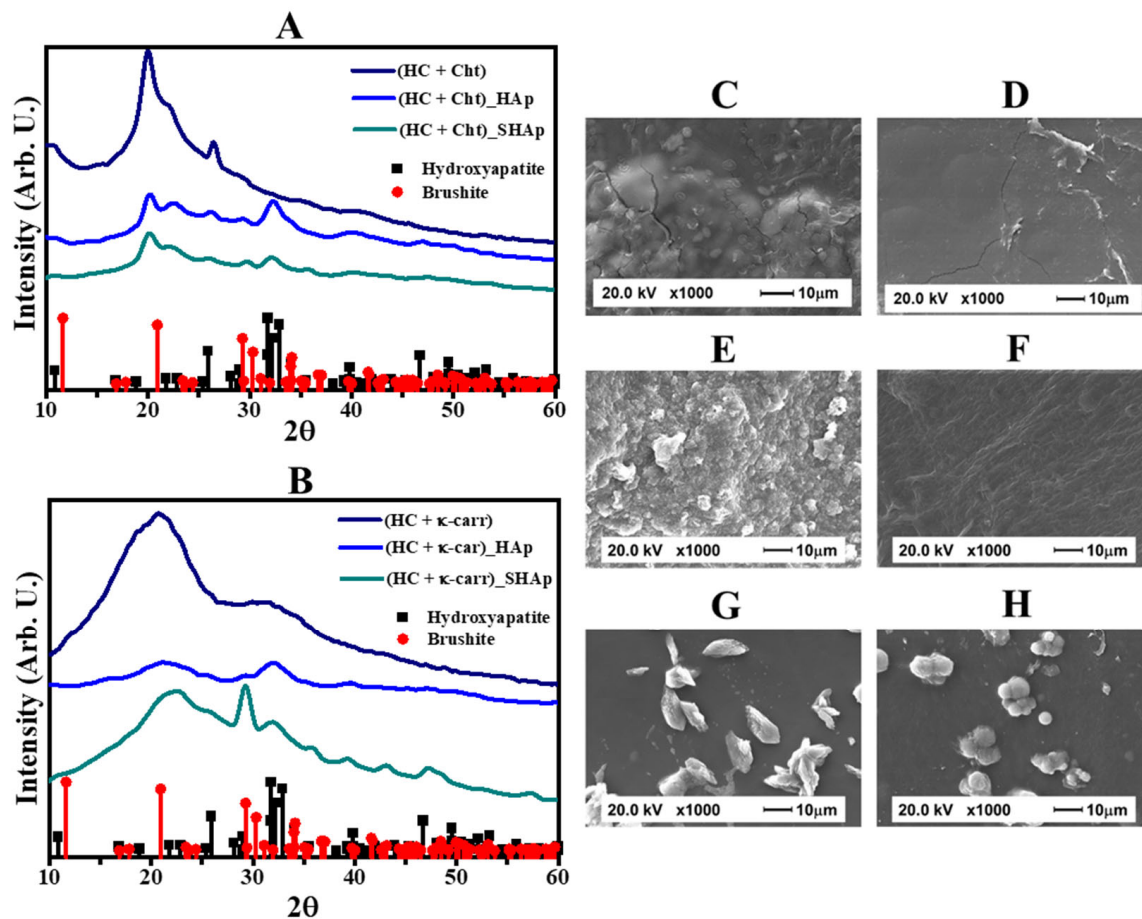 A
Intensity (Arb. U.)
(HC + Cht)
(HC + Cht)_HAp
(HC + Cht)_SHAp
Hydroxyapatite
Brushite
10 20 30 40 50 60
2θ
B
Intensity (Arb. U.)
(HC + κ-carr)
(HC + κ-car)_HAp
(HC + κ-carr)_SHAp
Hydroxyapatite
Brushite
10 20 30 40 50 60
2θ
C
20.0 kV x1000 10μm
D
20.0 kV x1000 10μm
E
20.0 kV x1000 10μm
F
20.0 kV x1000 10μm
G
20.0 kV x1000 10μm
H
20.0 kV x1000 10μm